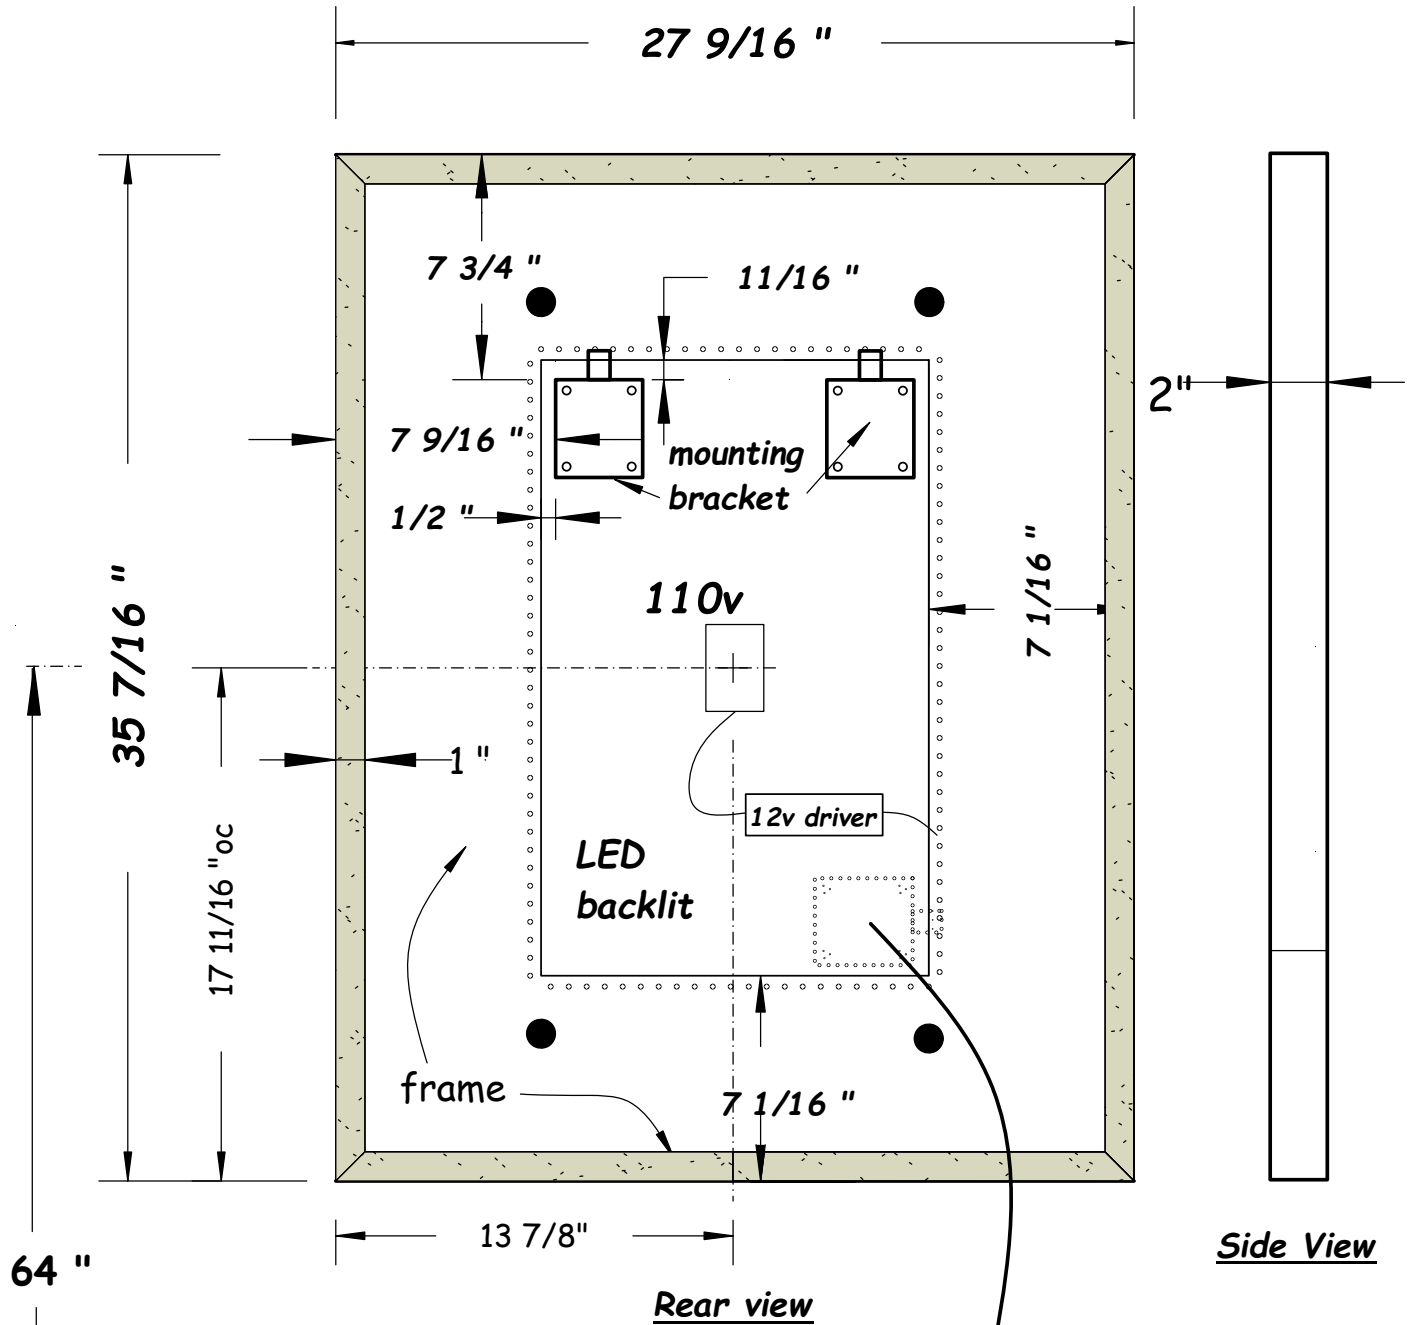 27 9/16 "
7 3/4 "
11/16 "
2"
7 9/16 "
mounting
bracket
1/2 "
7 1/16 "
110v
35 7/16 "
1 "
12v driver
17 11/16 "oc
LED
backlit
frame
7 1/16 "
13 7/8"
64 "
Side View
Rear view